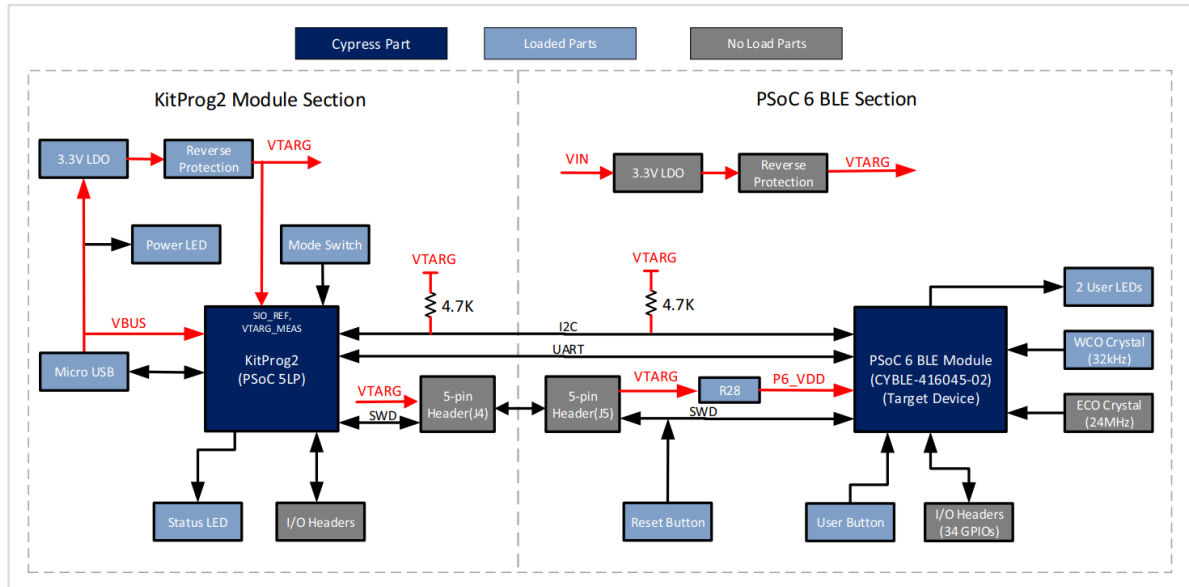 Cypress Part
Loaded Parts
No Load Parts
KitProg2 Module Section
PSoC 6 BLE Section
3.3V LDO
Reverse
Protection
VTARG
VIN
3.3V LDO
Reverse
Protection
VTARG
Power LED
Mode Switch
VTARG
4.7K
VTARG
4.7K
2 User LEDs
VBUS
SIO_REF,
VTARG_MEAS
KitProg2
(PSoC 5LP)
I2C
UART
PSoC 6 BLE Module
(CYBLE-416045-02)
(Target Device)
WCO Crystal
(32kHz)
Micro USB
VTARG
SWD
5-pin
Header(J4)
5-pin
Header(J5)
VTARG
R28
P6_VDD
SWD
ECO Crystal
(24MHz)
Status LED
I/O Headers
Reset Button
User Button
I/O Headers
(34 GPIOs)